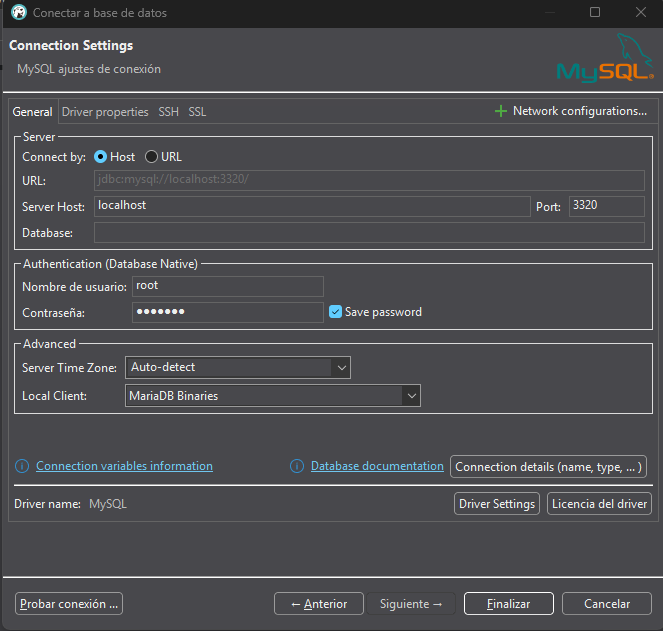 Conectar a base de datos
Connection Settings
MySQL ajustes de conexión
MySQL®
General Driver properties SSH SSL Network configurations...
Server
Connect by: Host URL
URL: jdbc:mysql://localhost:3320/
Server Host: localhost Port: 3320
Database:
Authentication (Database Native)
Nombre de usuario: root
Contraseña: ••••••• Save password
Advanced
Server Time Zone: Auto-detect
Local Client: MariaDB Binaries
Connection variables information Database documentation Connection details (name, type, ... )
Driver name: MySQL Driver Settings Licencia del driver
Probar conexión ... ← Anterior Siguiente → Finalizar Cancelar